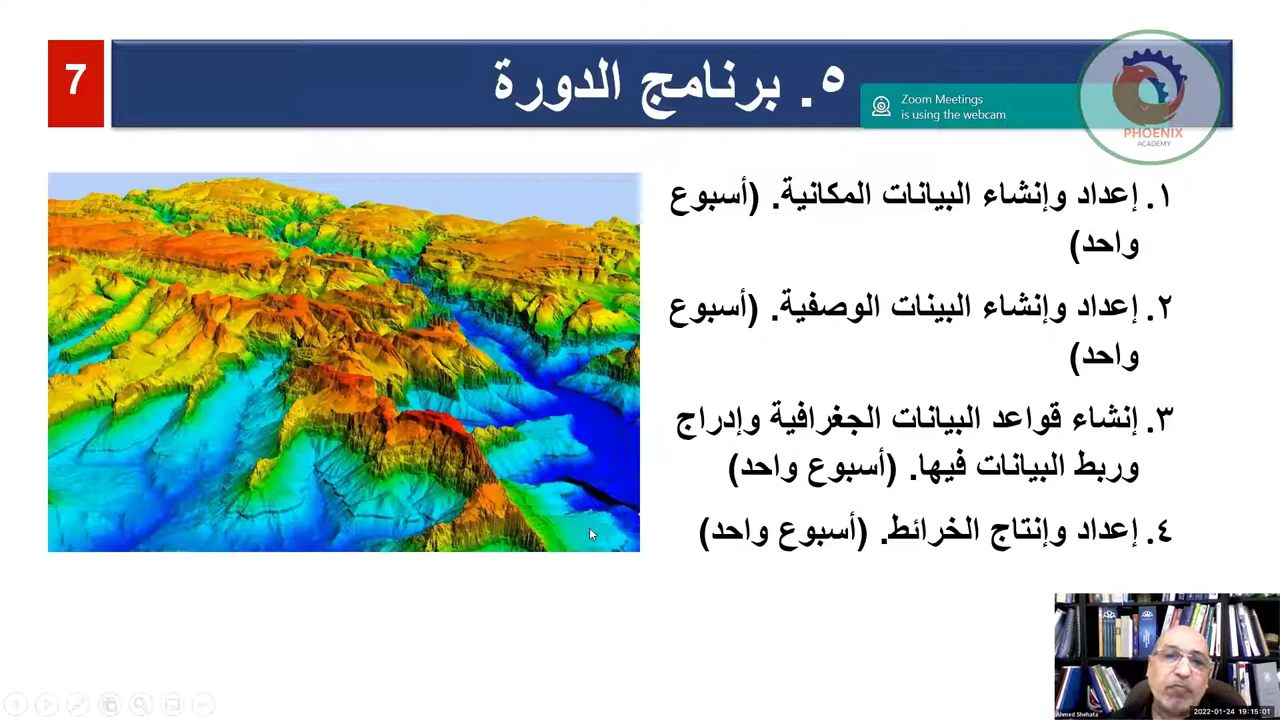 7
٥. برنامج الدورة
Zoom Meetings
is using the webcam
PHOENIX
ACADEMY
١. إعداد وإنشاء البيانات المكانية. (أسبوع
واحد)
٢. إعداد وإنشاء البينات الوصفية. (أسبوع
واحد)
٣. إنشاء قواعد البيانات الجغرافية وإدراج
وربط البيانات فيها. (أسبوع واحد)
٤. إعداد وإنتاج الخرائط. (أسبوع واحد)
Ahmed Shehata
2022-01-24 19:15:01